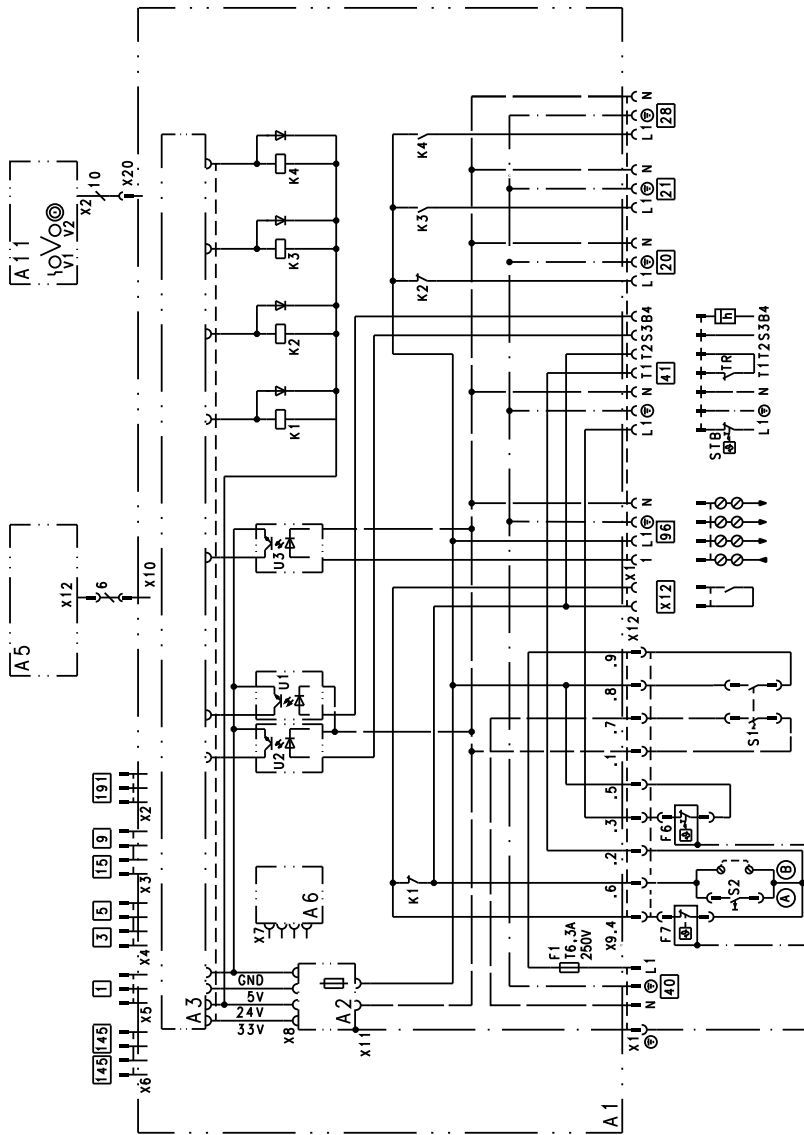 A11
V1 V2
X2 10 X20
K4
K3
K2
K1
A5
X12 6 X10
U3
U1
U2
A6
X7
191 X2
9
15 X3
5
3 X4
1 X5
145
145 X6
A3
GND
5V
24V
33V
X8
A2
X11
K4
K3
K2
K1
N
28
L1
N
21
L1
N
20
L1
B4
S3
T2
T1 41
N
L1
N
96
L1
1
X1
X12
X12
.9
.8
.7
.1
.5
.3
.2
.6
X9.4
F1
T6,3A
250V
L1
40
N
X1
A1
h
TR
STB
L1 N T1 T2 S3 B4
S1
F6
B
S2
A
F7